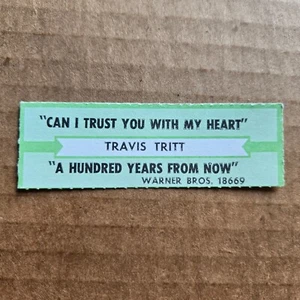 "CAN I TRUST YOU WITH MY HEART"
TRAVIS TRITT
"A HUNDRED YEARS FROM NOW"
WARNER BROS. 18669